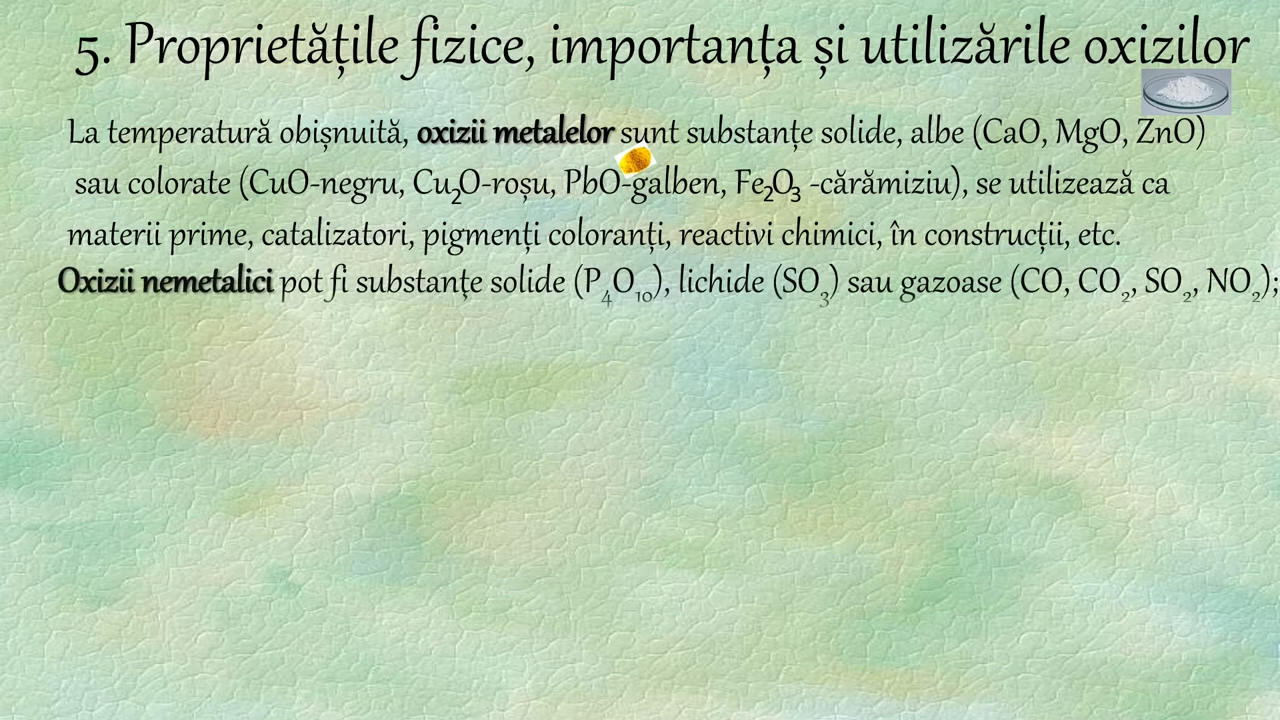 5. Proprietățile fizice, importanța și utilizările oxizilor
La temperatură obișnuită, oxizii metalelor sunt substanțe solide, albe (CaO, MgO, ZnO)
sau colorate (CuO-negru, Cu₂O-roșu, PbO-galben, Fe₂O₃ -cărămiziu), se utilizează ca
materii prime, catalizatori, pigmenți coloranți, reactivi chimici, în construcții, etc.
Oxizii nemetalici pot fi substanțe solide (P₄O₁₀), lichide (SO₃) sau gazoase (CO, CO₂, SO₂, NO₂);